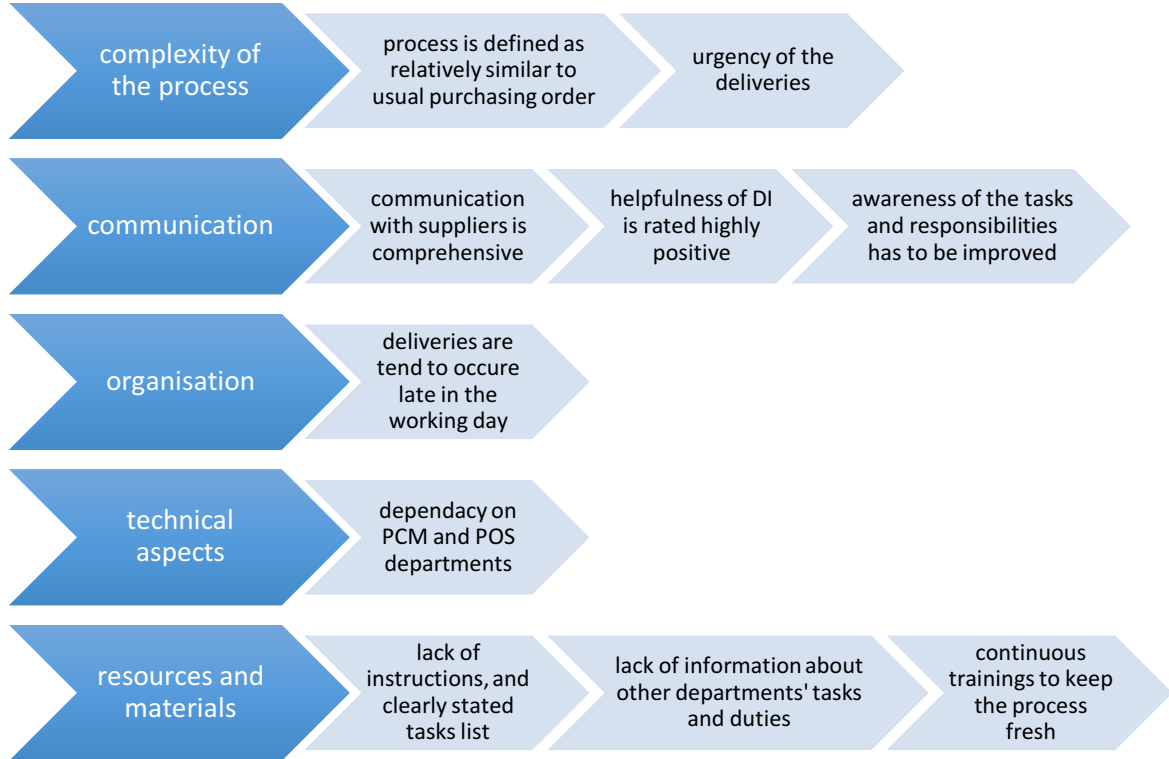 complexity of
the process
process is defined as
relatively similar to
usual purchasing order
urgency of the
deliveries
communication
communication
with suppliers is
comprehensive
helpfulness of DI
is rated highly
positive
awareness of the tasks
and responsibilities
has to be improved
organisation
deliveries are
tend to occure
late in the
working day
technical
aspects
dependacy on
PCM and POS
departments
resources and
materials
lack of
instructions, and
clearly stated
tasks list
lack of information about
other departments' tasks
and duties
continuous
trainings to keep
the process
fresh